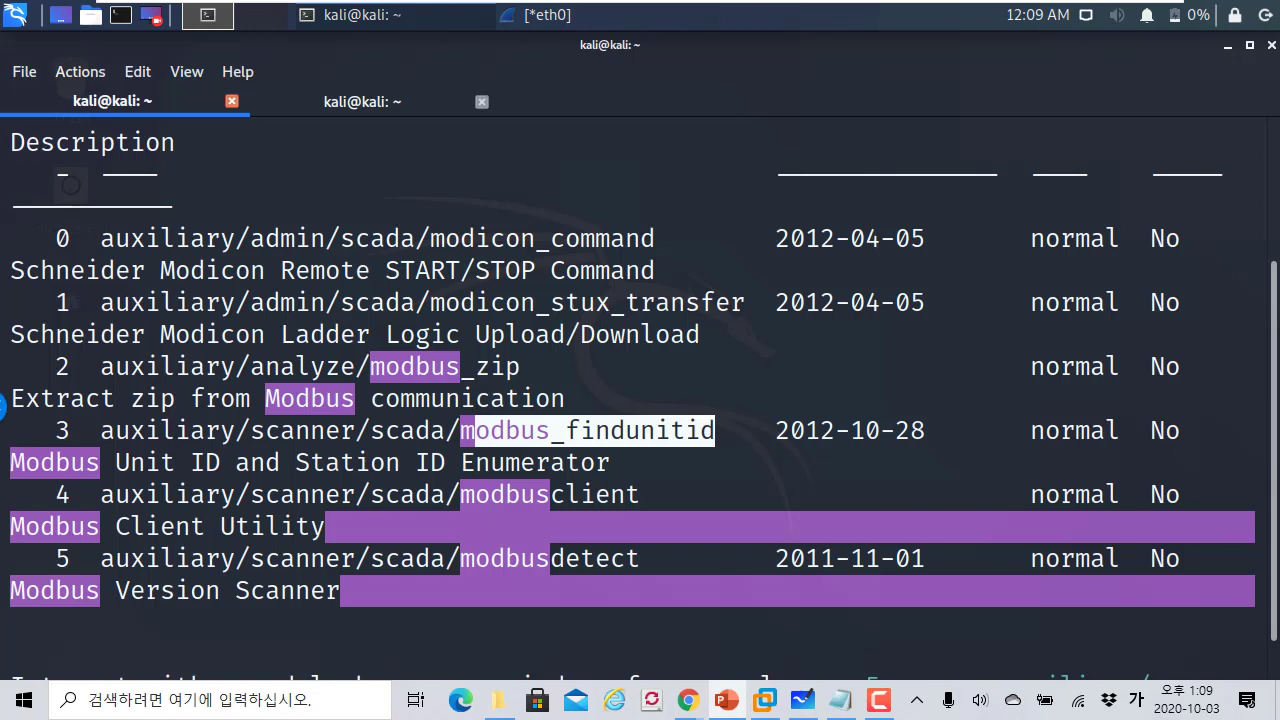 kali@kali: ~
[*eth0]
12:09 AM
0%
kali@kali: ~
File Actions Edit View Help
kali@kali: ~
kali@kali: ~
Description
- ---- --------------- ---- -----
-----------
0 auxiliary/admin/scada/modicon_command 2012-04-05 normal No
Schneider Modicon Remote START/STOP Command
1 auxiliary/admin/scada/modicon_stux_transfer 2012-04-05 normal No
Schneider Modicon Ladder Logic Upload/Download
2 auxiliary/analyze/modbus_zip normal No
Extract zip from Modbus communication
3 auxiliary/scanner/scada/modbus_findunitid 2012-10-28 normal No
Modbus Unit ID and Station ID Enumerator
4 auxiliary/scanner/scada/modbusclient normal No
Modbus Client Utility
5 auxiliary/scanner/scada/modbusdetect 2011-11-01 normal No
Modbus Version Scanner
검색하려면 여기에 입력하십시오.
가
오후 1:09
2020-10-03